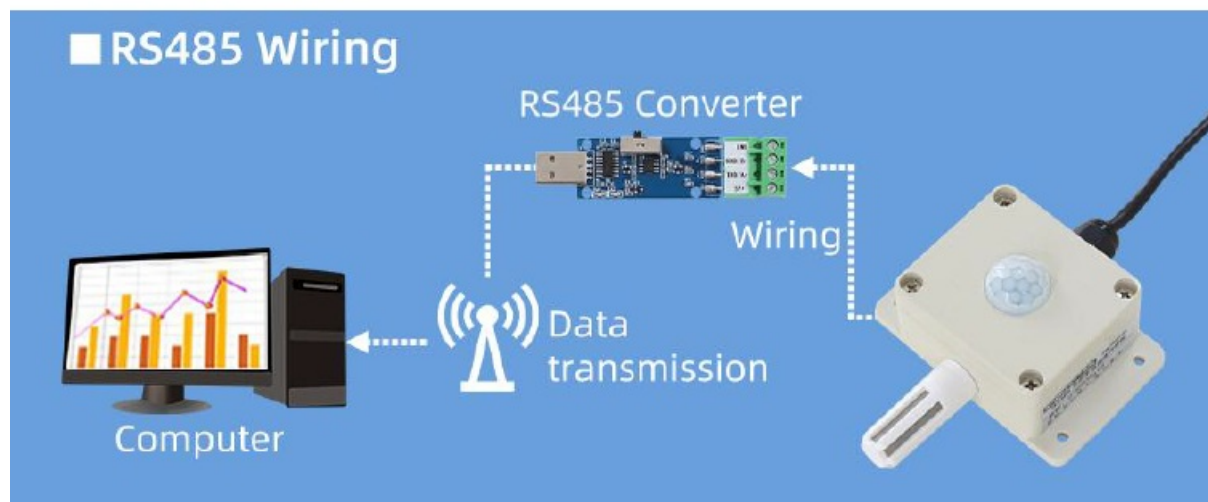 RS485 Wiring
RS485 Converter
Wiring
Data
transmission
Computer